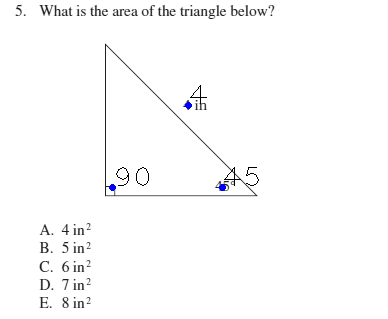 5. What is the area of the triangle below?
4
in
90
45
45°
A. 4 in²
B. 5 in²
C. 6 in²
D. 7 in²
E. 8 in²